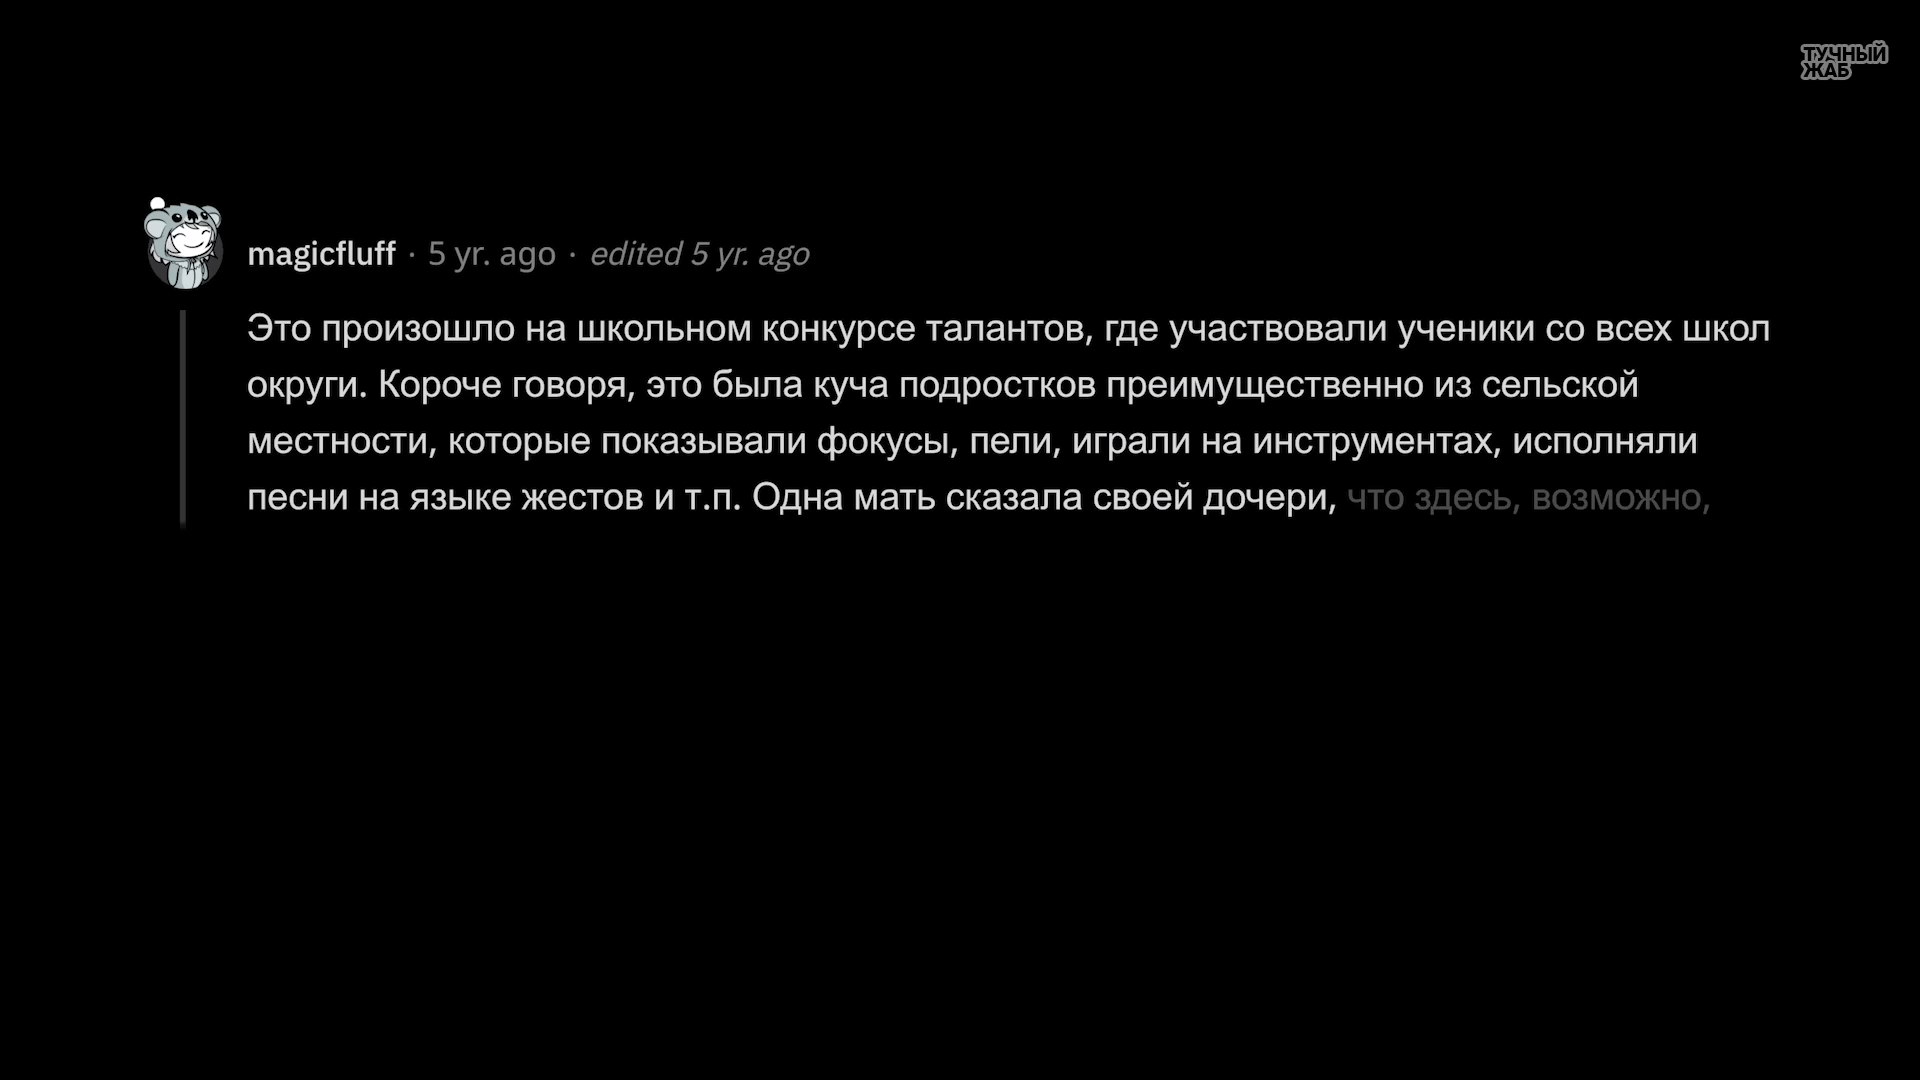 ТУЧНЫЙ
ЖАБ
magicfluff · 5 yr. ago · edited 5 yr. ago
Это произошло на школьном конкурсе талантов, где участвовали ученики со всех школ
округи. Короче говоря, это была куча подростков преимущественно из сельской
местности, которые показывали фокусы, пели, играли на инструментах, исполняли
песни на языке жестов и т.п. Одна мать сказала своей дочери, что здесь, возможно,